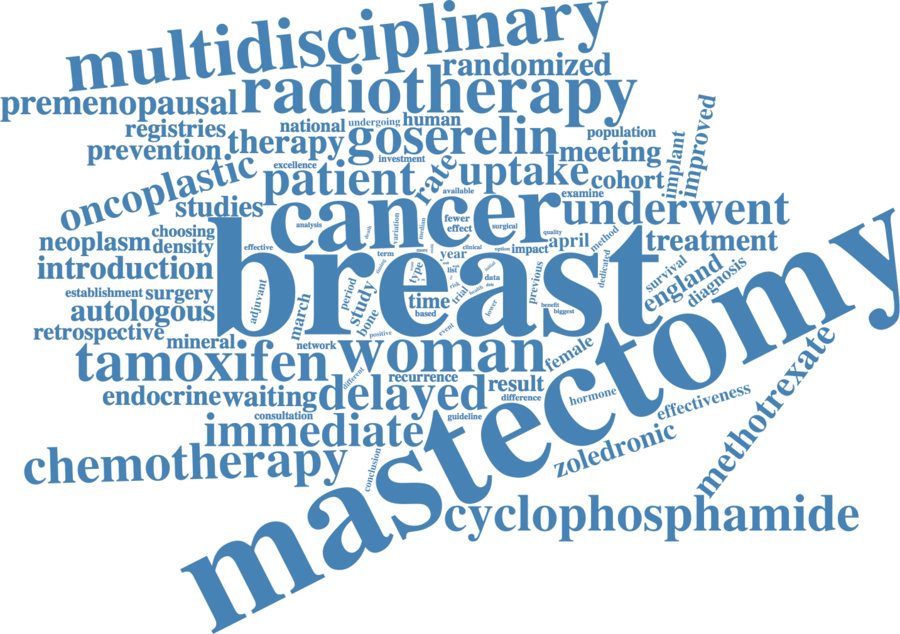 multidisciplinary
randomized
premenopausal
radiotherapy
registries
national
undergoing
human
goserelin
population
prevention
therapy
investment
meeting
implant
improved
oncoplastic
excellence
patient
rate
uptake
cohort
available
examine
studies
cancer
underwent
analysis
death
variation
median
fewer
effect
surgical
quality
method
neoplasm
choosing
density
effective
breast
term
year
clinical
option
impact
april
treatment
introduction
type
list
risk
data
previous
dedicated
survival
england
diagnosis
establishment
surgery
adjuvant
march
period
study
bone
time
based
trial
health
lower
benefit
biggest
autologous
retrospective
mineral
network
positive
event
woman
female
mastectomy
tamoxifen
different
recurrence
result
difference
hormone
effectiveness
methotrexate
endocrine
waiting
delayed
consultation
guideline
immediate
conclusion
zoledronic
chemotherapy
cyclophosphamide